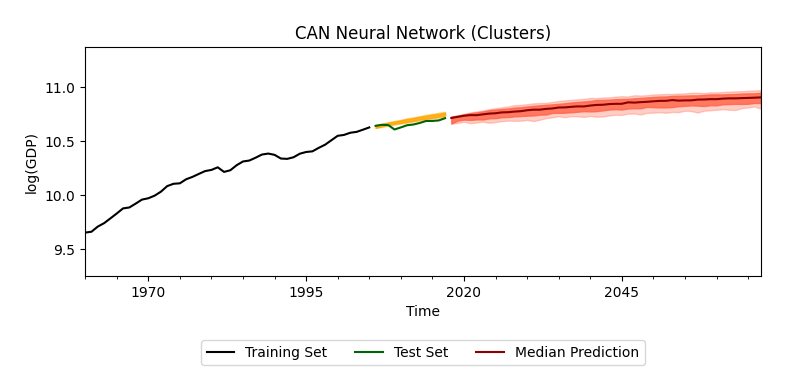 CAN Neural Network (Clusters)
11.0
10.5
10.0
9.5
log(GDP)
1970 1995 2020 2045
Time
Training Set Test Set Median Prediction